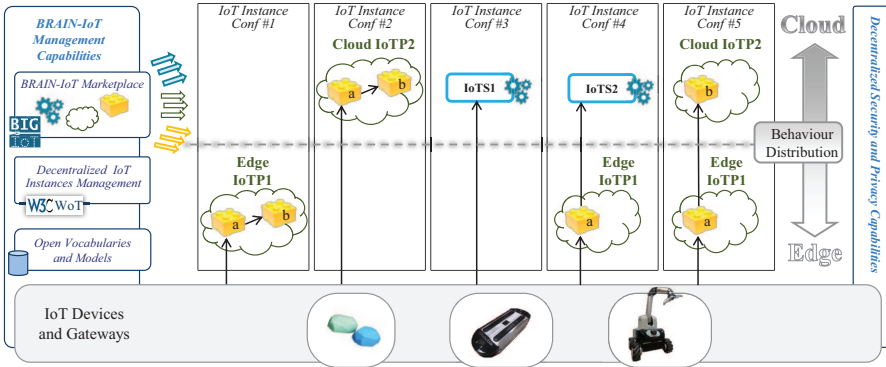 BRAIN-IoT
Management
Capabilities
BRAIN-IoT Marketplace
BIG
IoT
Decentralized IoT
Instances Management
W3C WoT
Open Vocabularies
and Models
IoT Instance
Conf #1
Edge
IoTP1
a
b
IoT Instance
Conf #2
Cloud IoTP2
a
b
IoT Instance
Conf #3
IoTS1
IoT Instance
Conf #4
IoTS2
Edge
IoTP1
a
IoT Instance
Conf #5
Cloud IoTP2
b
Edge
IoTP1
a
Cloud
Behaviour
Distribution
Edge
Decentralized Security and Privacy Capabilities
IoT Devices
and Gateways